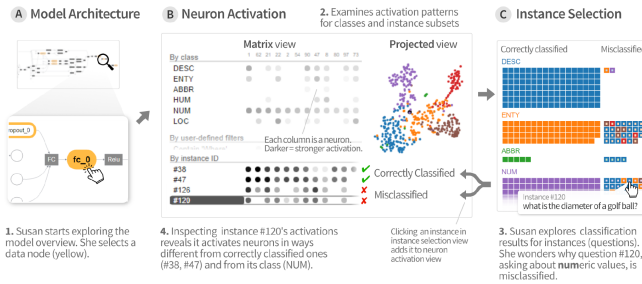 A Model Architecture
B Neuron Activation
2. Examines activation patterns
for classes and instance subsets
C Instance Selection
Matrix view
Projected view
By class
DESC
ENTY
ABBR
HUM
NUM
LOC
Each column is a neuron.
Darker = stronger activation.
By user-defined filters
By instance ID
#38
#47
#126
#120
Correctly Classified
Misclassified
FC
fc_0
Relu
Correctly classified
Misclassified
DESC
ENTY
ABBR
NUM
Instance #120
what is the diameter of a golf ball?
1. Susan starts exploring the
model overview. She selects a
data node (yellow).
4. Inspecting instance #120's activations
reveals it activates neurons in ways
different from correctly classified ones
(#38, #47) and from its class (NUM).
Clicking an instance in
instance selection view
adds it to neuron
activation view
3. Susan explores classification
results for instances (questions).
She wonders why question #120,
asking about numeric values, is
misclassified.